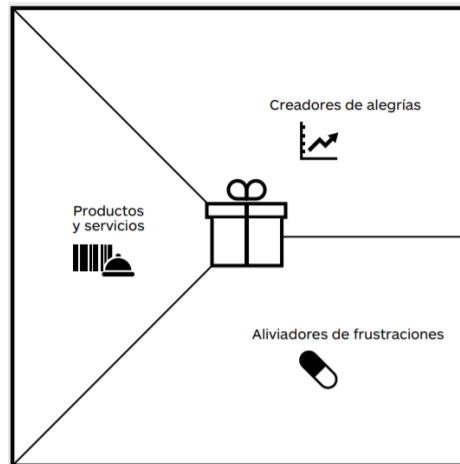 Creadores de alegrías
Productos
y servicios
Aliviadores de frustraciones